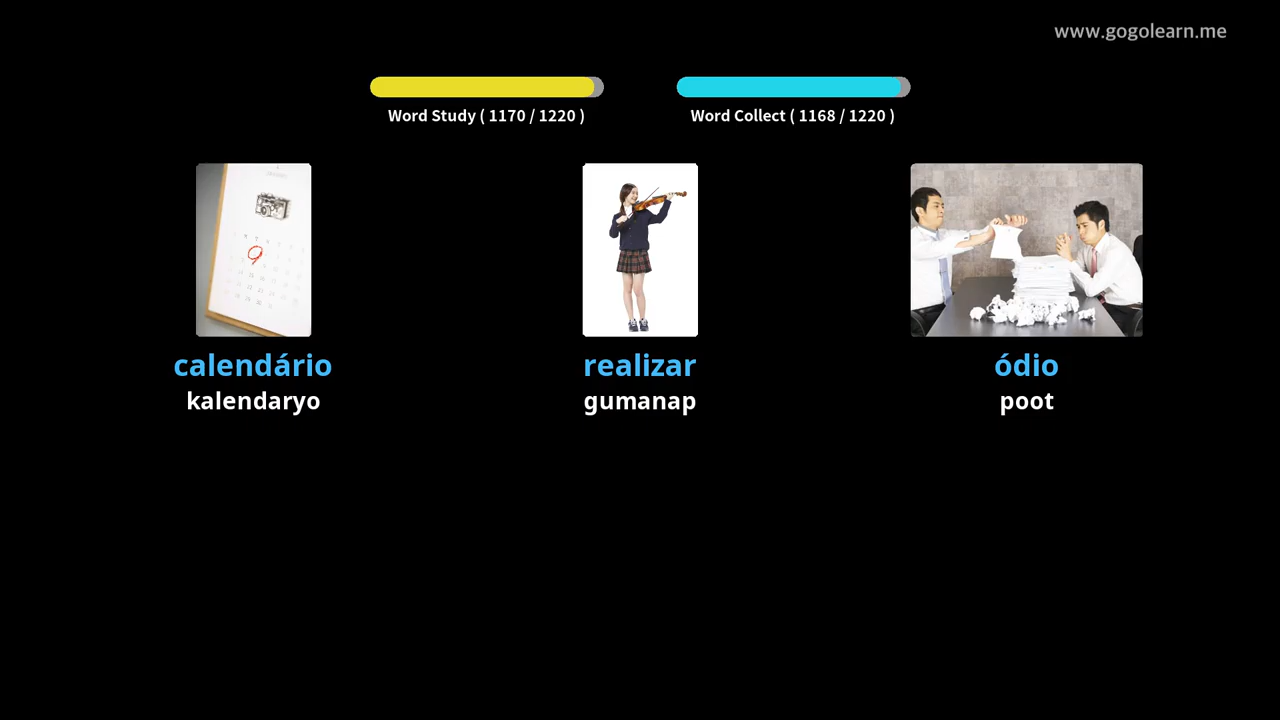 www.gogolearn.me
Word Study ( 1170 / 1220 )
Word Collect ( 1168 / 1220 )
calendário
kalendaryo
realizar
gumanap
ódio
poot